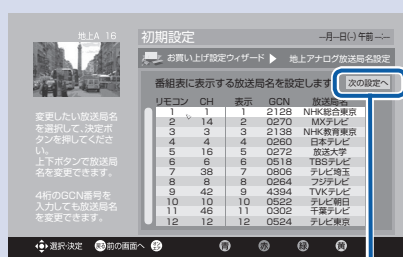 地上A 16
初期設定
--月--日(-) 午前--:--
お買い上げ設定ウィザード ▶ 地上アナログ放送局名設定
番組表に表示する放送局名を設定します
次の設定へ
変更したい放送局名
を選択して、決定ボ
タンを押してくださ
い。
上下ボタンで放送局
名を変更できます。
4桁のGCN番号を
入力しても放送局名
を変更できます。
リモコン CH 表示 GCN 放送局名
1 1 1 2128 NHK総合東京
2 14 2 0270 MXテレビ
3 3 3 2138 NHK教育東京
4 4 4 0260 日本テレビ
5 16 5 0272 放送大学
6 6 6 0518 TBSテレビ
7 38 7 0806 テレビ埼玉
8 8 8 0264 フジテレビ
9 42 9 4394 TVKテレビ
10 10 10 0522 テレビ朝日
11 46 11 0302 千葉テレビ
12 12 12 0524 テレビ東京
選択・決定 戻る 前の画面へ 青 赤 緑 黄